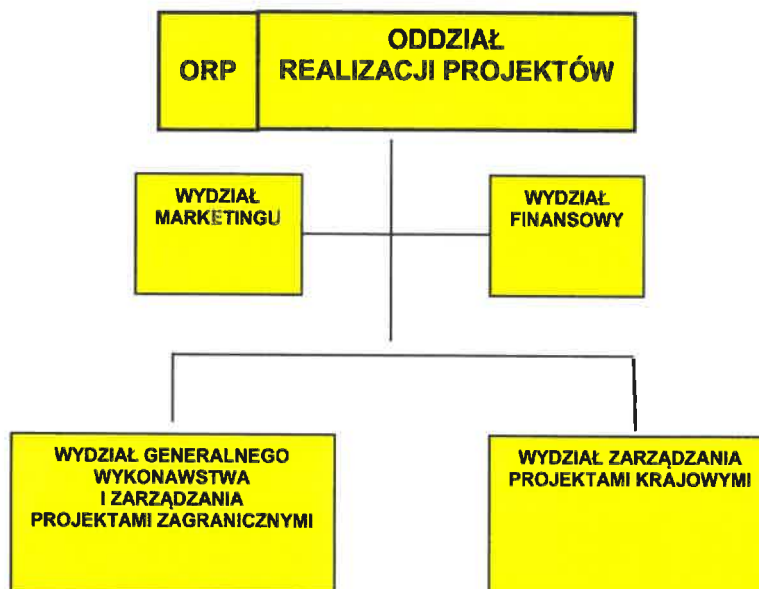 ORP
ODDZIAŁ
REALIZACJI PROJEKTÓW
WYDZIAŁ
MARKETINGU
WYDZIAŁ
FINANSOWY
WYDZIAŁ GENERALNEGO
WYKONAWSTWA
I ZARZĄDZANIA
PROJEKTAMI ZAGRANICZNYMI
WYDZIAŁ ZARZĄDZANIA
PROJEKTAMI KRAJOWYMI